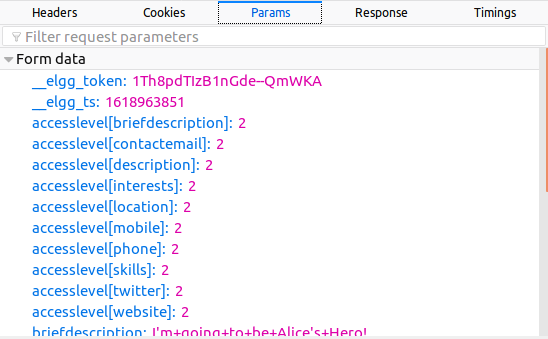 Headers Cookies Params Response Timings
Filter request parameters
Form data
__elgg_token: 1Th8pdTIzB1nGde--QmWKA
__elgg_ts: 1618963851
accesslevel[briefdescription]: 2
accesslevel[contactemail]: 2
accesslevel[description]: 2
accesslevel[interests]: 2
accesslevel[location]: 2
accesslevel[mobile]: 2
accesslevel[phone]: 2
accesslevel[skills]: 2
accesslevel[twitter]: 2
accesslevel[website]: 2
briefdescription: I'm+going+to+be+Alice's+Hero!